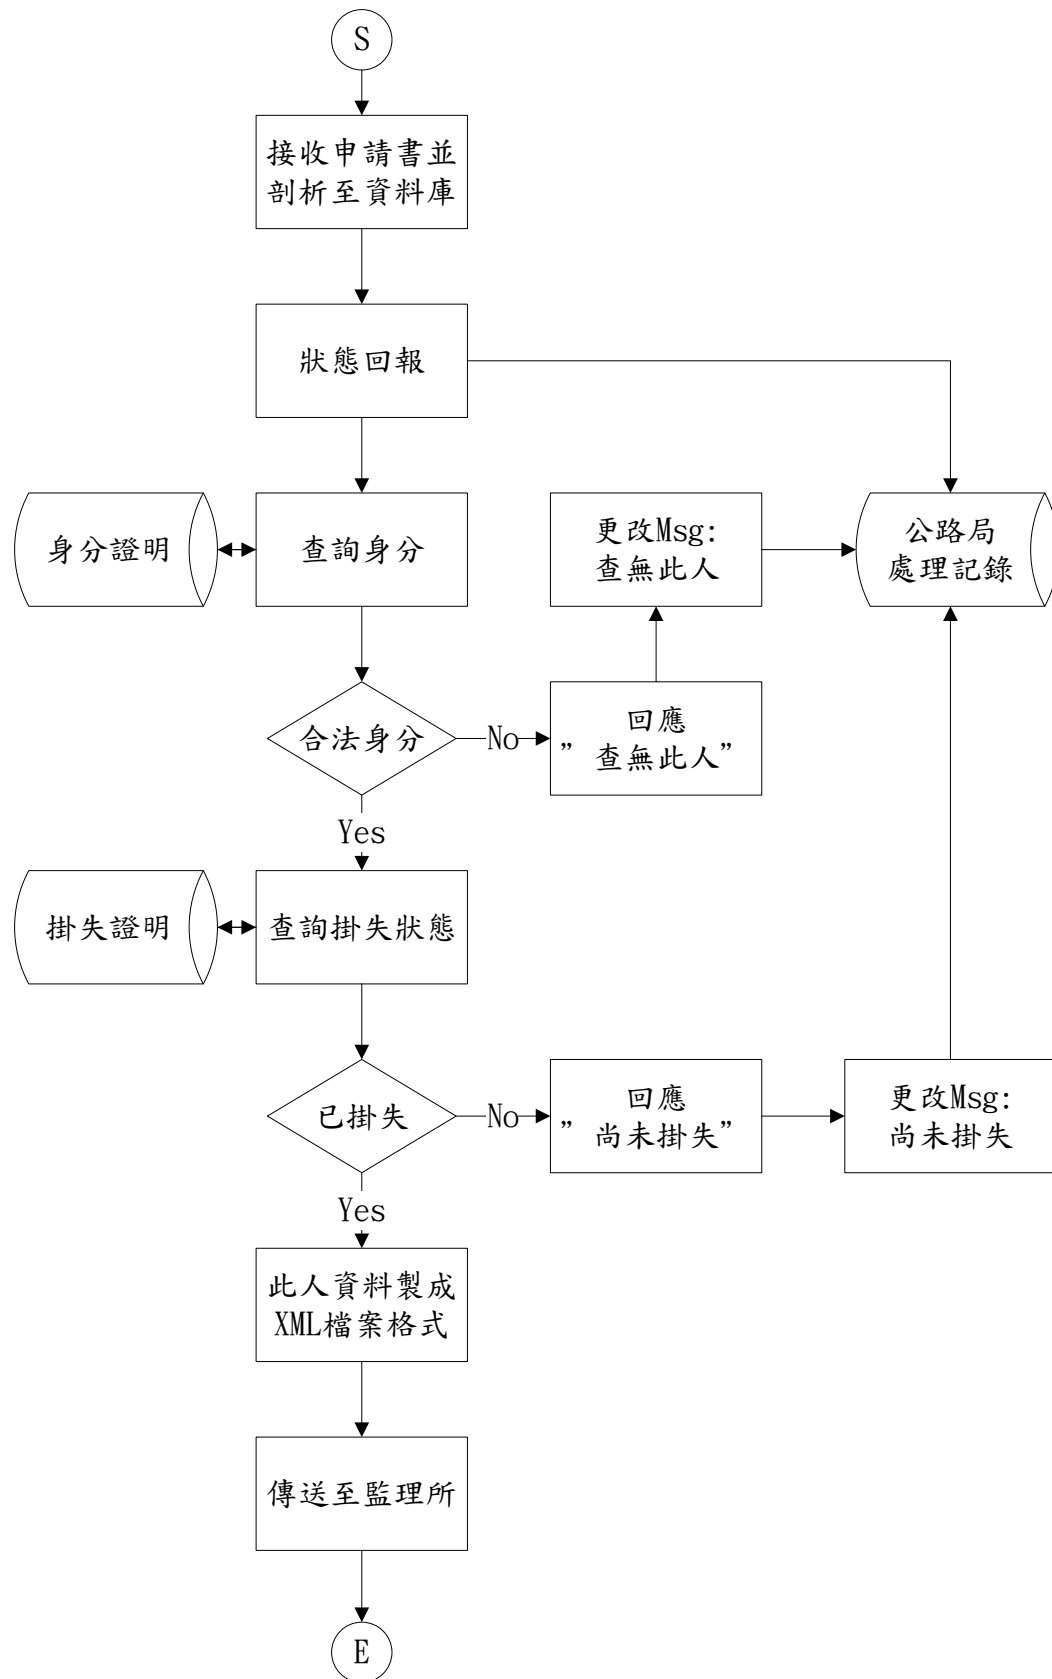 S
接收申請書並
剖析至資料庫
狀態回報
身分證明
查詢身分
更改Msg:
查無此人
公路局
處理記錄
合法身分
No
回應
”查無此人”
Yes
掛失證明
查詢掛失狀態
已掛失
No
回應
”尚未掛失”
更改Msg:
尚未掛失
Yes
此人資料製成
XML檔案格式
傳送至監理所
E